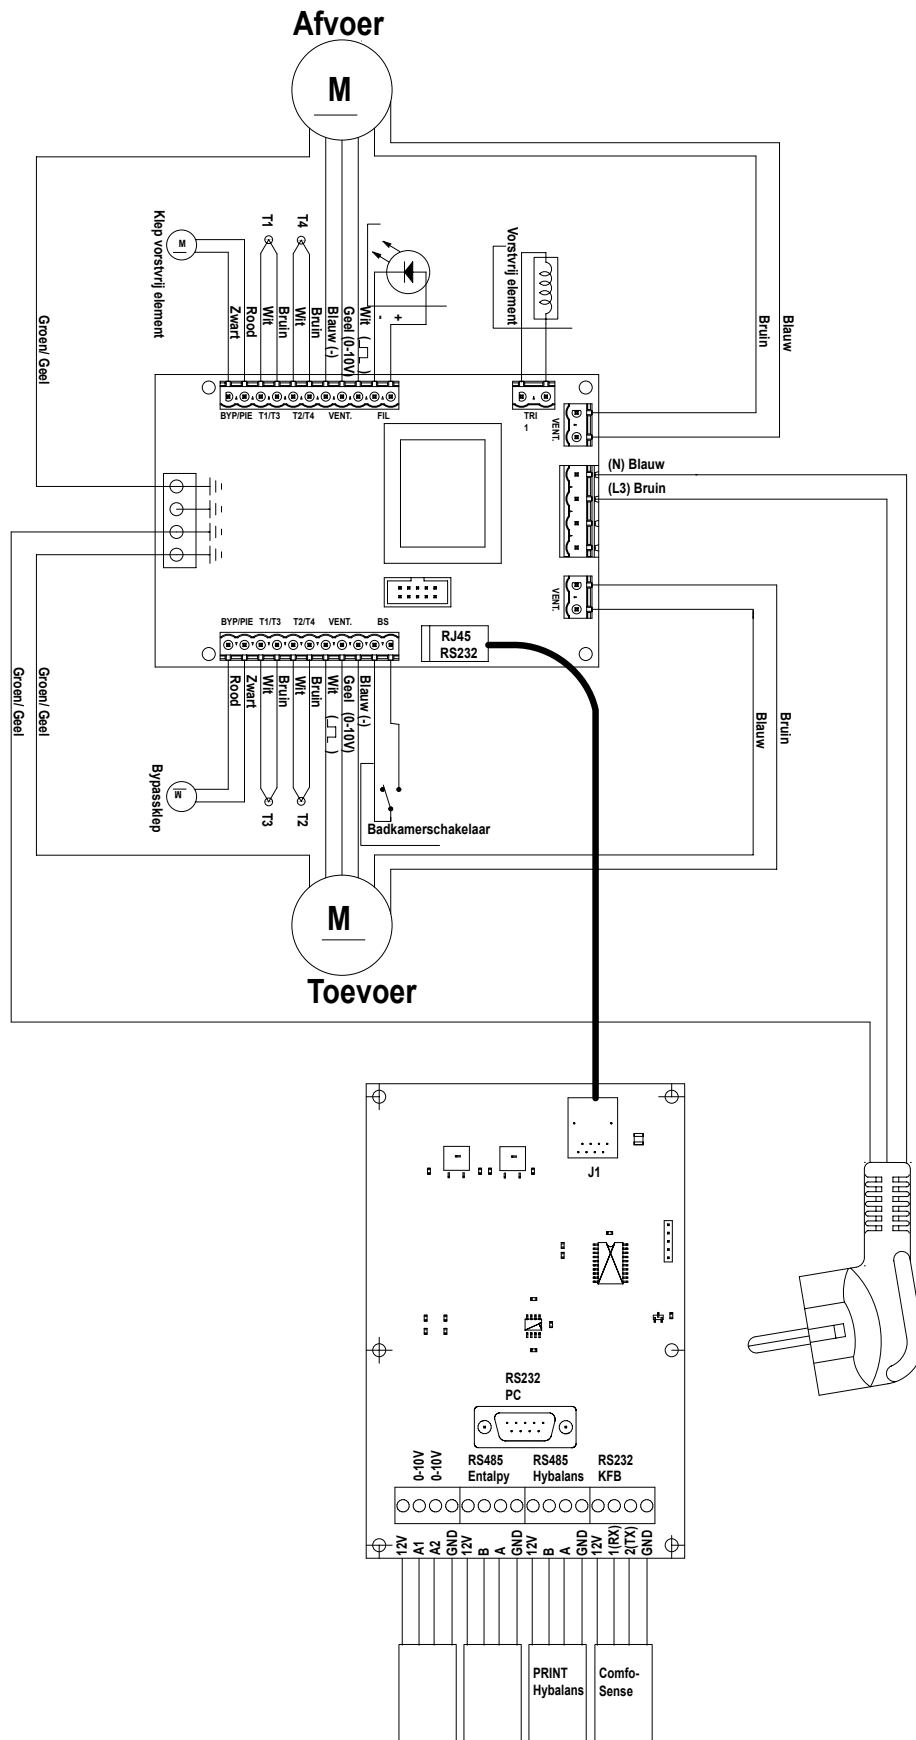 Afvoer
M
Klep vorstvrij element
M
T1
T4
Vorstvrij element
Groen/ Geel
Zwart
Rood
Wit
Bruin
Wit
Bruin
Blauw (-)
Geel (0-10V)
Wit
-
+
Bruin
Blauw
BYP/PIE
T1/T3
T2/T4
VENT.
FIL
TRI
1
VENT.
(N) Blauw
(L3) Bruin
VENT.
BYP/PIE
T1/T3
T2/T4
VENT.
BS
RJ45
RS232
Groen/ Geel
Groen/ Geel
Rood
Zwart
Wit
Bruin
Wit
Bruin
Wit
Geel (0-10V)
Blauw (-)
Blauw
Bruin
Bypassklep
M
T3
T2
Badkamerschakelaar
M
Toevoer
J1
RS232
PC
0-10V
0-10V
RS485
Entalpy
RS485
Hybalans
RS232
KFB
12V
A1
A2
GND
12V
B
A
GND
12V
B
A
GND
12V
1(RX)
2(TX)
GND
PRINT
Hybalans
Comfo-
Sense